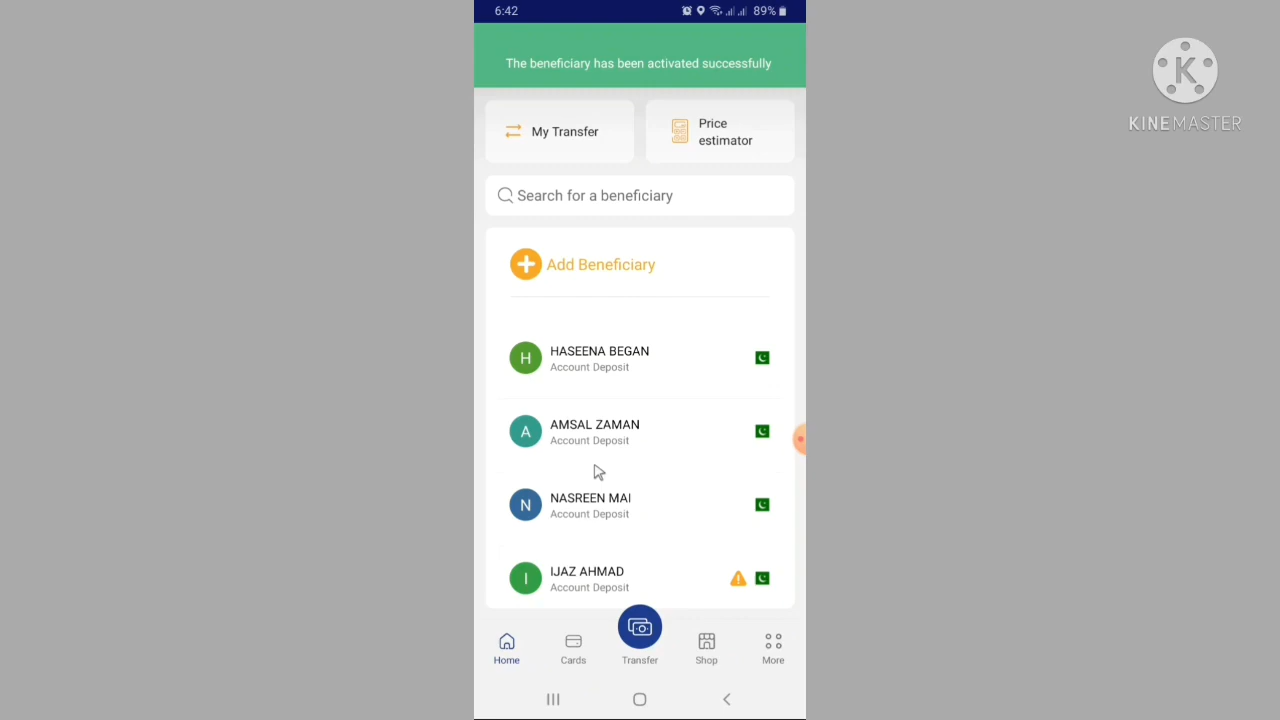 6:42
89%
The beneficiary has been activated successfully
My Transfer
Price
estimator
Search for a beneficiary
Add Beneficiary
H
HASEENA BEGAN
Account Deposit
A
AMSAL ZAMAN
Account Deposit
N
NASREEN MAI
Account Deposit
I
IJAZ AHMAD
Account Deposit
Home
Cards
Transfer
Shop
More
K
KINEMASTER